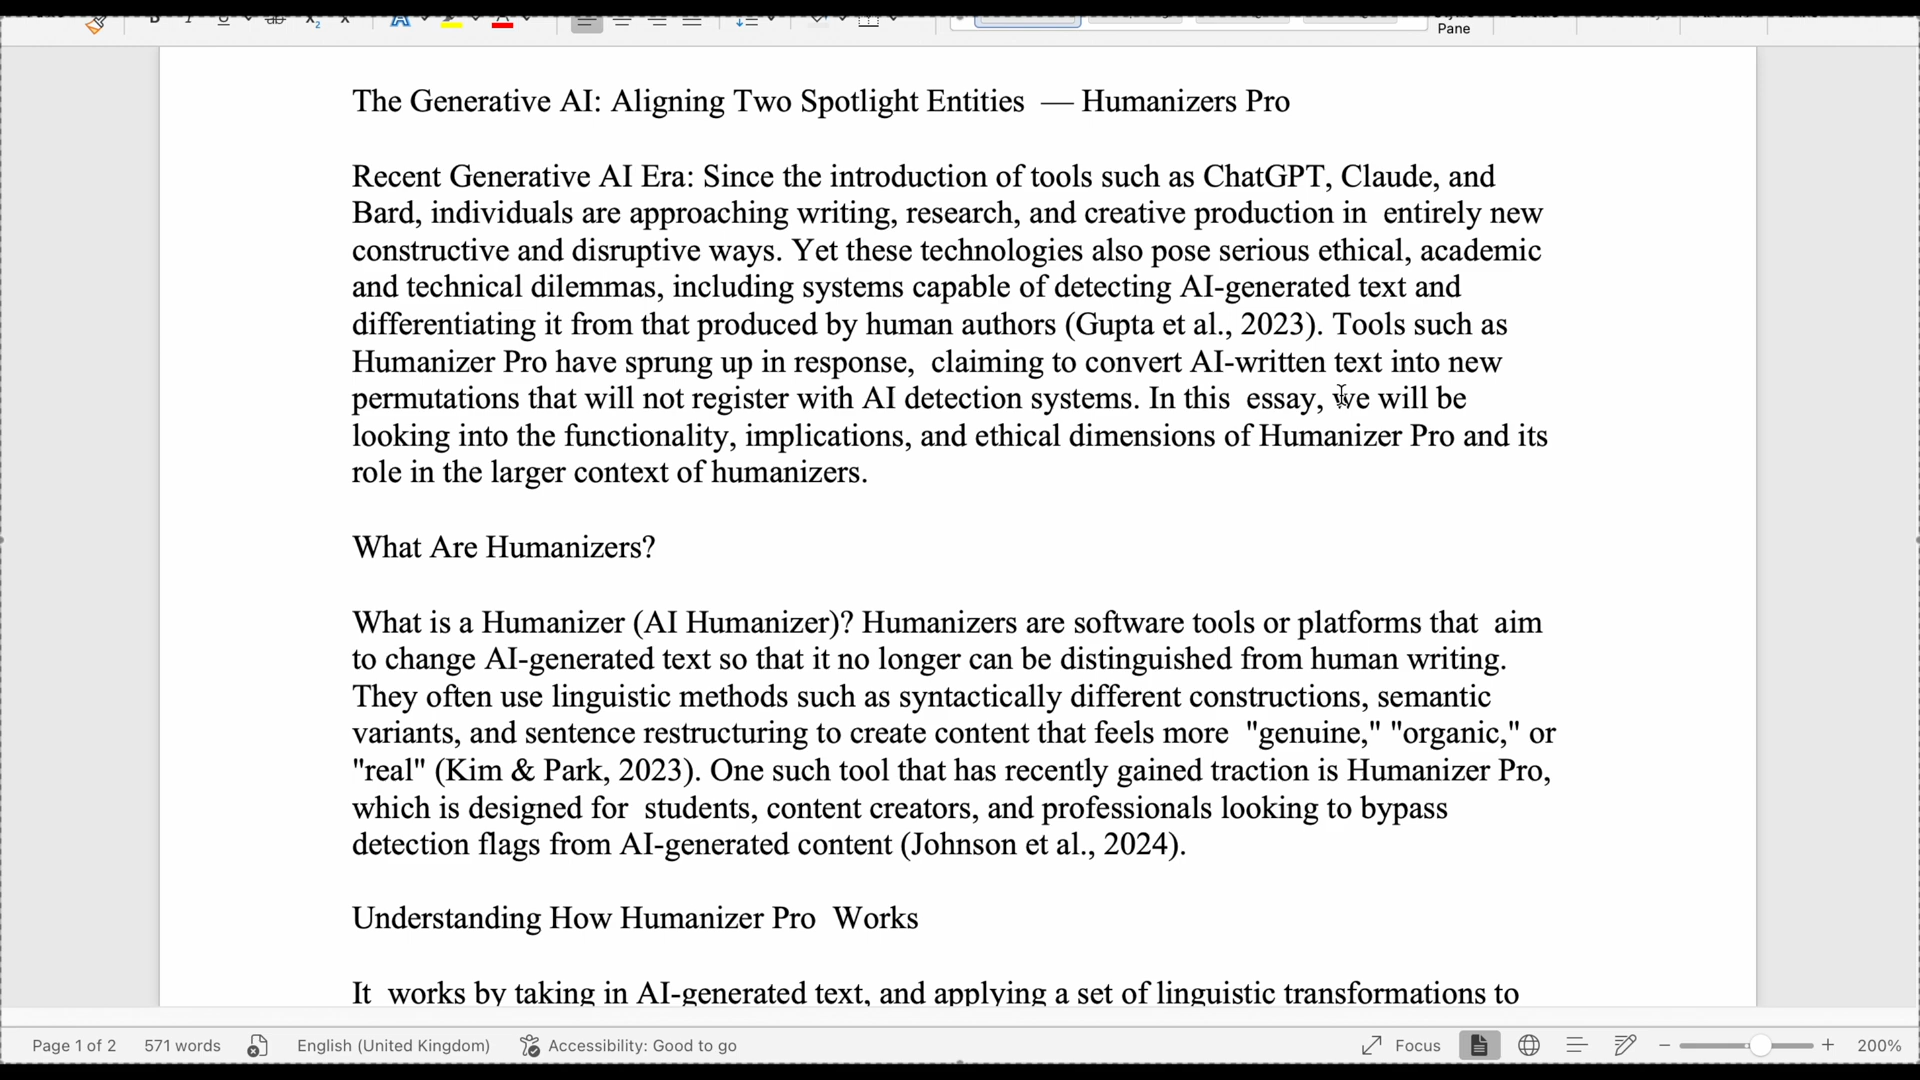 Pane
The Generative AI: Aligning Two Spotlight Entities — Humanizers Pro
Recent Generative AI Era: Since the introduction of tools such as ChatGPT, Claude, and
Bard, individuals are approaching writing, research, and creative production in entirely new
constructive and disruptive ways. Yet these technologies also pose serious ethical, academic
and technical dilemmas, including systems capable of detecting AI-generated text and
differentiating it from that produced by human authors (Gupta et al., 2023). Tools such as
Humanizer Pro have sprung up in response, claiming to convert AI-written text into new
permutations that will not register with AI detection systems. In this essay, we will be
looking into the functionality, implications, and ethical dimensions of Humanizer Pro and its
role in the larger context of humanizers.
What Are Humanizers?
What is a Humanizer (AI Humanizer)? Humanizers are software tools or platforms that aim
to change AI-generated text so that it no longer can be distinguished from human writing.
They often use linguistic methods such as syntactically different constructions, semantic
variants, and sentence restructuring to create content that feels more "genuine," "organic," or
"real" (Kim & Park, 2023). One such tool that has recently gained traction is Humanizer Pro,
which is designed for students, content creators, and professionals looking to bypass
detection flags from AI-generated content (Johnson et al., 2024).
Understanding How Humanizer Pro Works
It works by taking in AI-generated text, and applying a set of linguistic transformations to
Page 1 of 2 571 words English (United Kingdom) Accessibility: Good to go Focus 200%